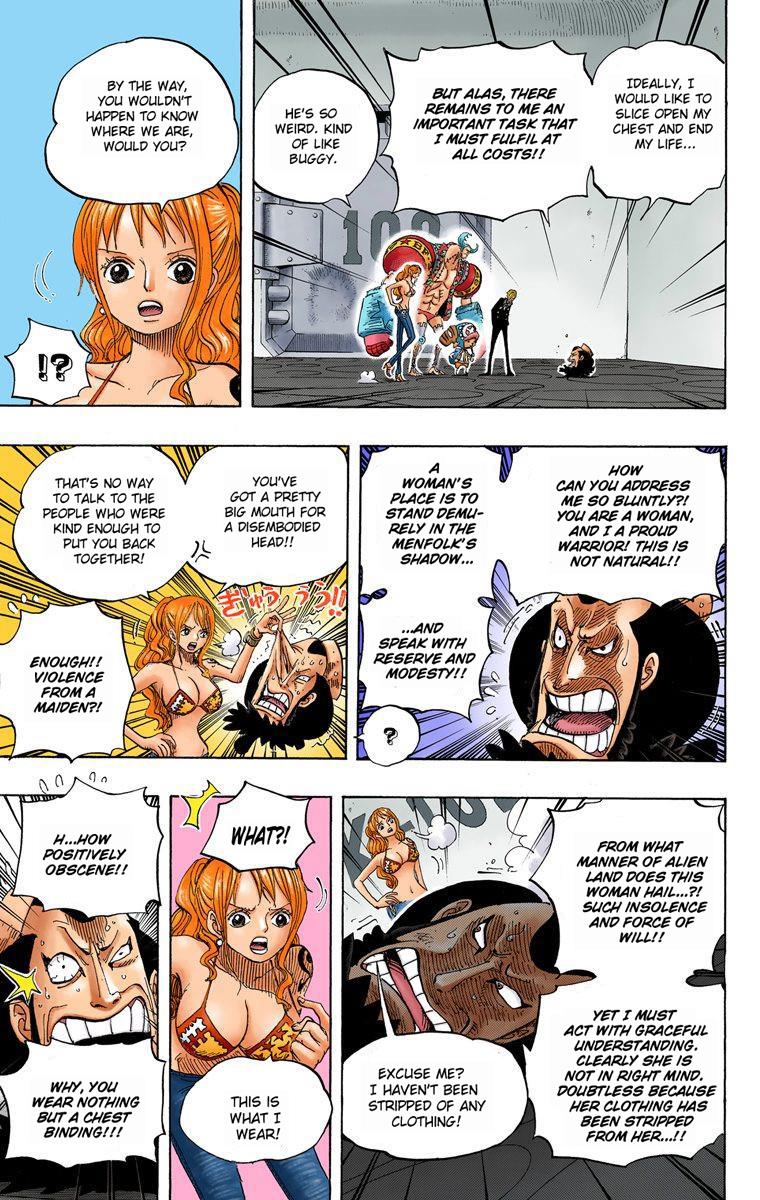 IDEALLY, I
WOULD LIKE TO
SLICE OPEN MY
CHEST AND END
MY LIFE...
BUT ALAS, THERE
REMAINS TO ME AN
IMPORTANT TASK THAT
I MUST FULFIL AT
ALL COSTS!!
HE'S SO
WEIRD. KIND
OF LIKE
BUGGY.
108
BY THE WAY,
YOU WOULDN'T
HAPPEN TO KNOW
WHERE WE ARE,
WOULD YOU?
!?
HOW
CAN YOU ADDRESS
ME SO BLUNTLY?!
YOU ARE A WOMAN,
AND I A PROUD
WARRIOR! THIS IS
NOT NATURAL!!
A
WOMAN'S
PLACE IS TO
STAND DEMU-
RELY IN THE
MENFOLK'S
SHADOW...
...AND
SPEAK WITH
RESERVE AND
MODESTY!!
?
YOU'VE
GOT A PRETTY
BIG MOUTH FOR
A DISEMBODIED
HEAD!!
THAT'S NO WAY
TO TALK TO THE
PEOPLE WHO WERE
KIND ENOUGH TO
PUT YOU BACK
TOGETHER!
ぎゅううう!!
ENOUGH!!
VIOLENCE
FROM A
MAIDEN?!
FROM WHAT
MANNER OF ALIEN
LAND DOES THIS
WOMAN HAIL...?!
SUCH INSOLENCE
AND FORCE OF
WILL!!
YET I MUST
ACT WITH GRACEFUL
UNDERSTANDING.
CLEARLY SHE IS
NOT IN RIGHT MIND.
DOUBTLESS BECAUSE
HER CLOTHING HAS
BEEN STRIPPED
FROM HER...!!
EXCUSE ME?
I HAVEN'T BEEN
STRIPPED OF ANY
CLOTHING!
WHAT?!
THIS IS
WHAT I
WEAR!
H...HOW
POSITIVELY
OBSCENE!!
WHY, YOU
WEAR NOTHING
BUT A CHEST
BINDING!!!